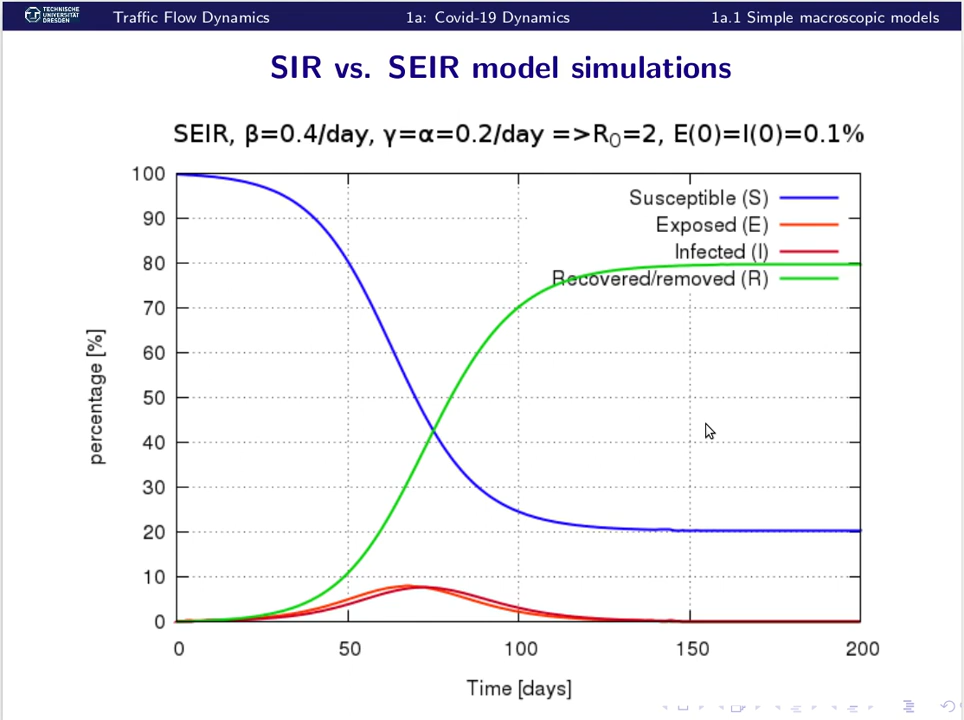 TECHNISCHE
UNIVERSITÄT
DRESDEN
Traffic Flow Dynamics
1a: Covid-19 Dynamics
1a.1 Simple macroscopic models
SIR vs. SEIR model simulations
SEIR, β=0.4/day, γ=α=0.2/day =>R₀=2, E(0)=I(0)=0.1%
100
90
80
70
60
50
40
30
20
10
0
percentage [%]
Susceptible (S)
Exposed (E)
Infected (I)
Recovered/removed (R)
0
50
100
150
200
Time [days]